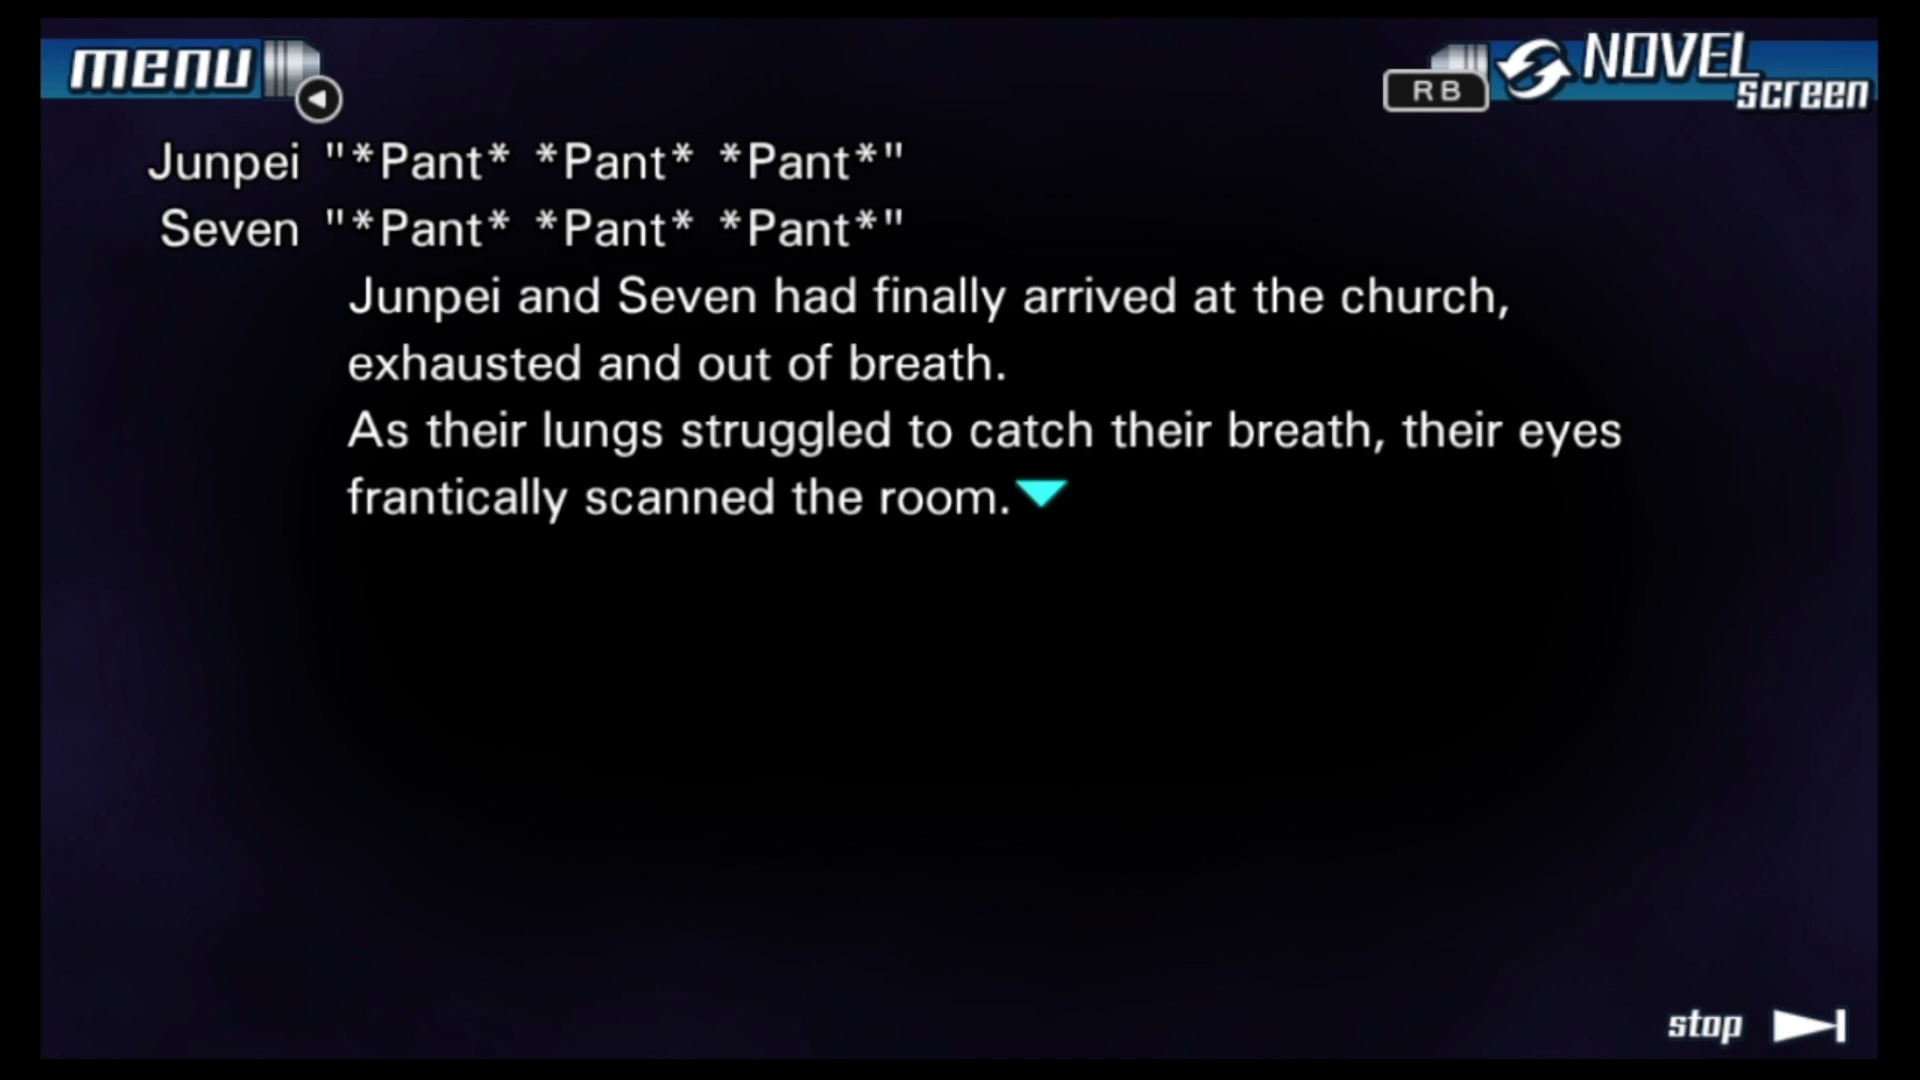 menu
RB NOVEL
screen
Junpei "*Pant* *Pant* *Pant*"
Seven "*Pant* *Pant* *Pant*"
Junpei and Seven had finally arrived at the church,
exhausted and out of breath.
As their lungs struggled to catch their breath, their eyes
frantically scanned the room.
stop